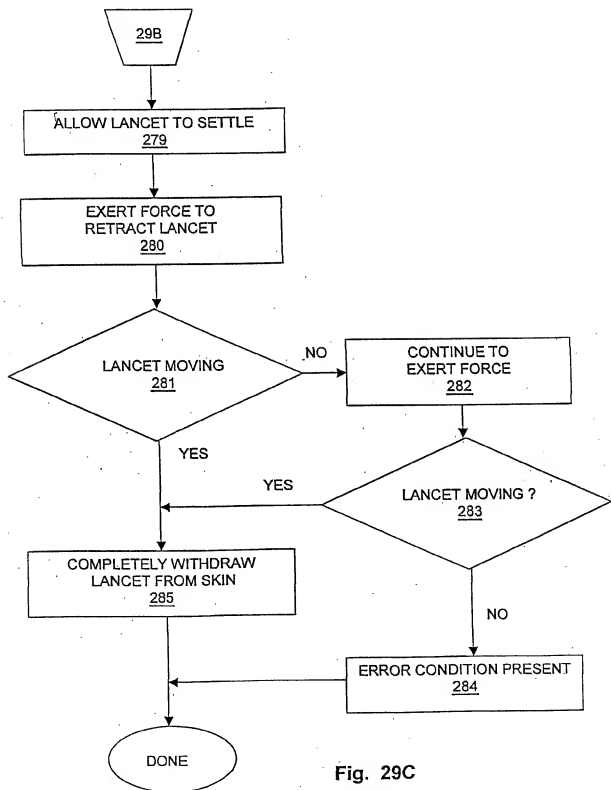 29B
ALLOW LANCET TO SETTLE
279
EXERT FORCE TO
RETRACT LANCET
280
LANCET MOVING
281
NO
CONTINUE TO
EXERT FORCE
282
YES
YES
LANCET MOVING ?
283
COMPLETELY WITHDRAW
LANCET FROM SKIN
285
NO
ERROR CONDITION PRESENT
284
DONE
Fig. 29C